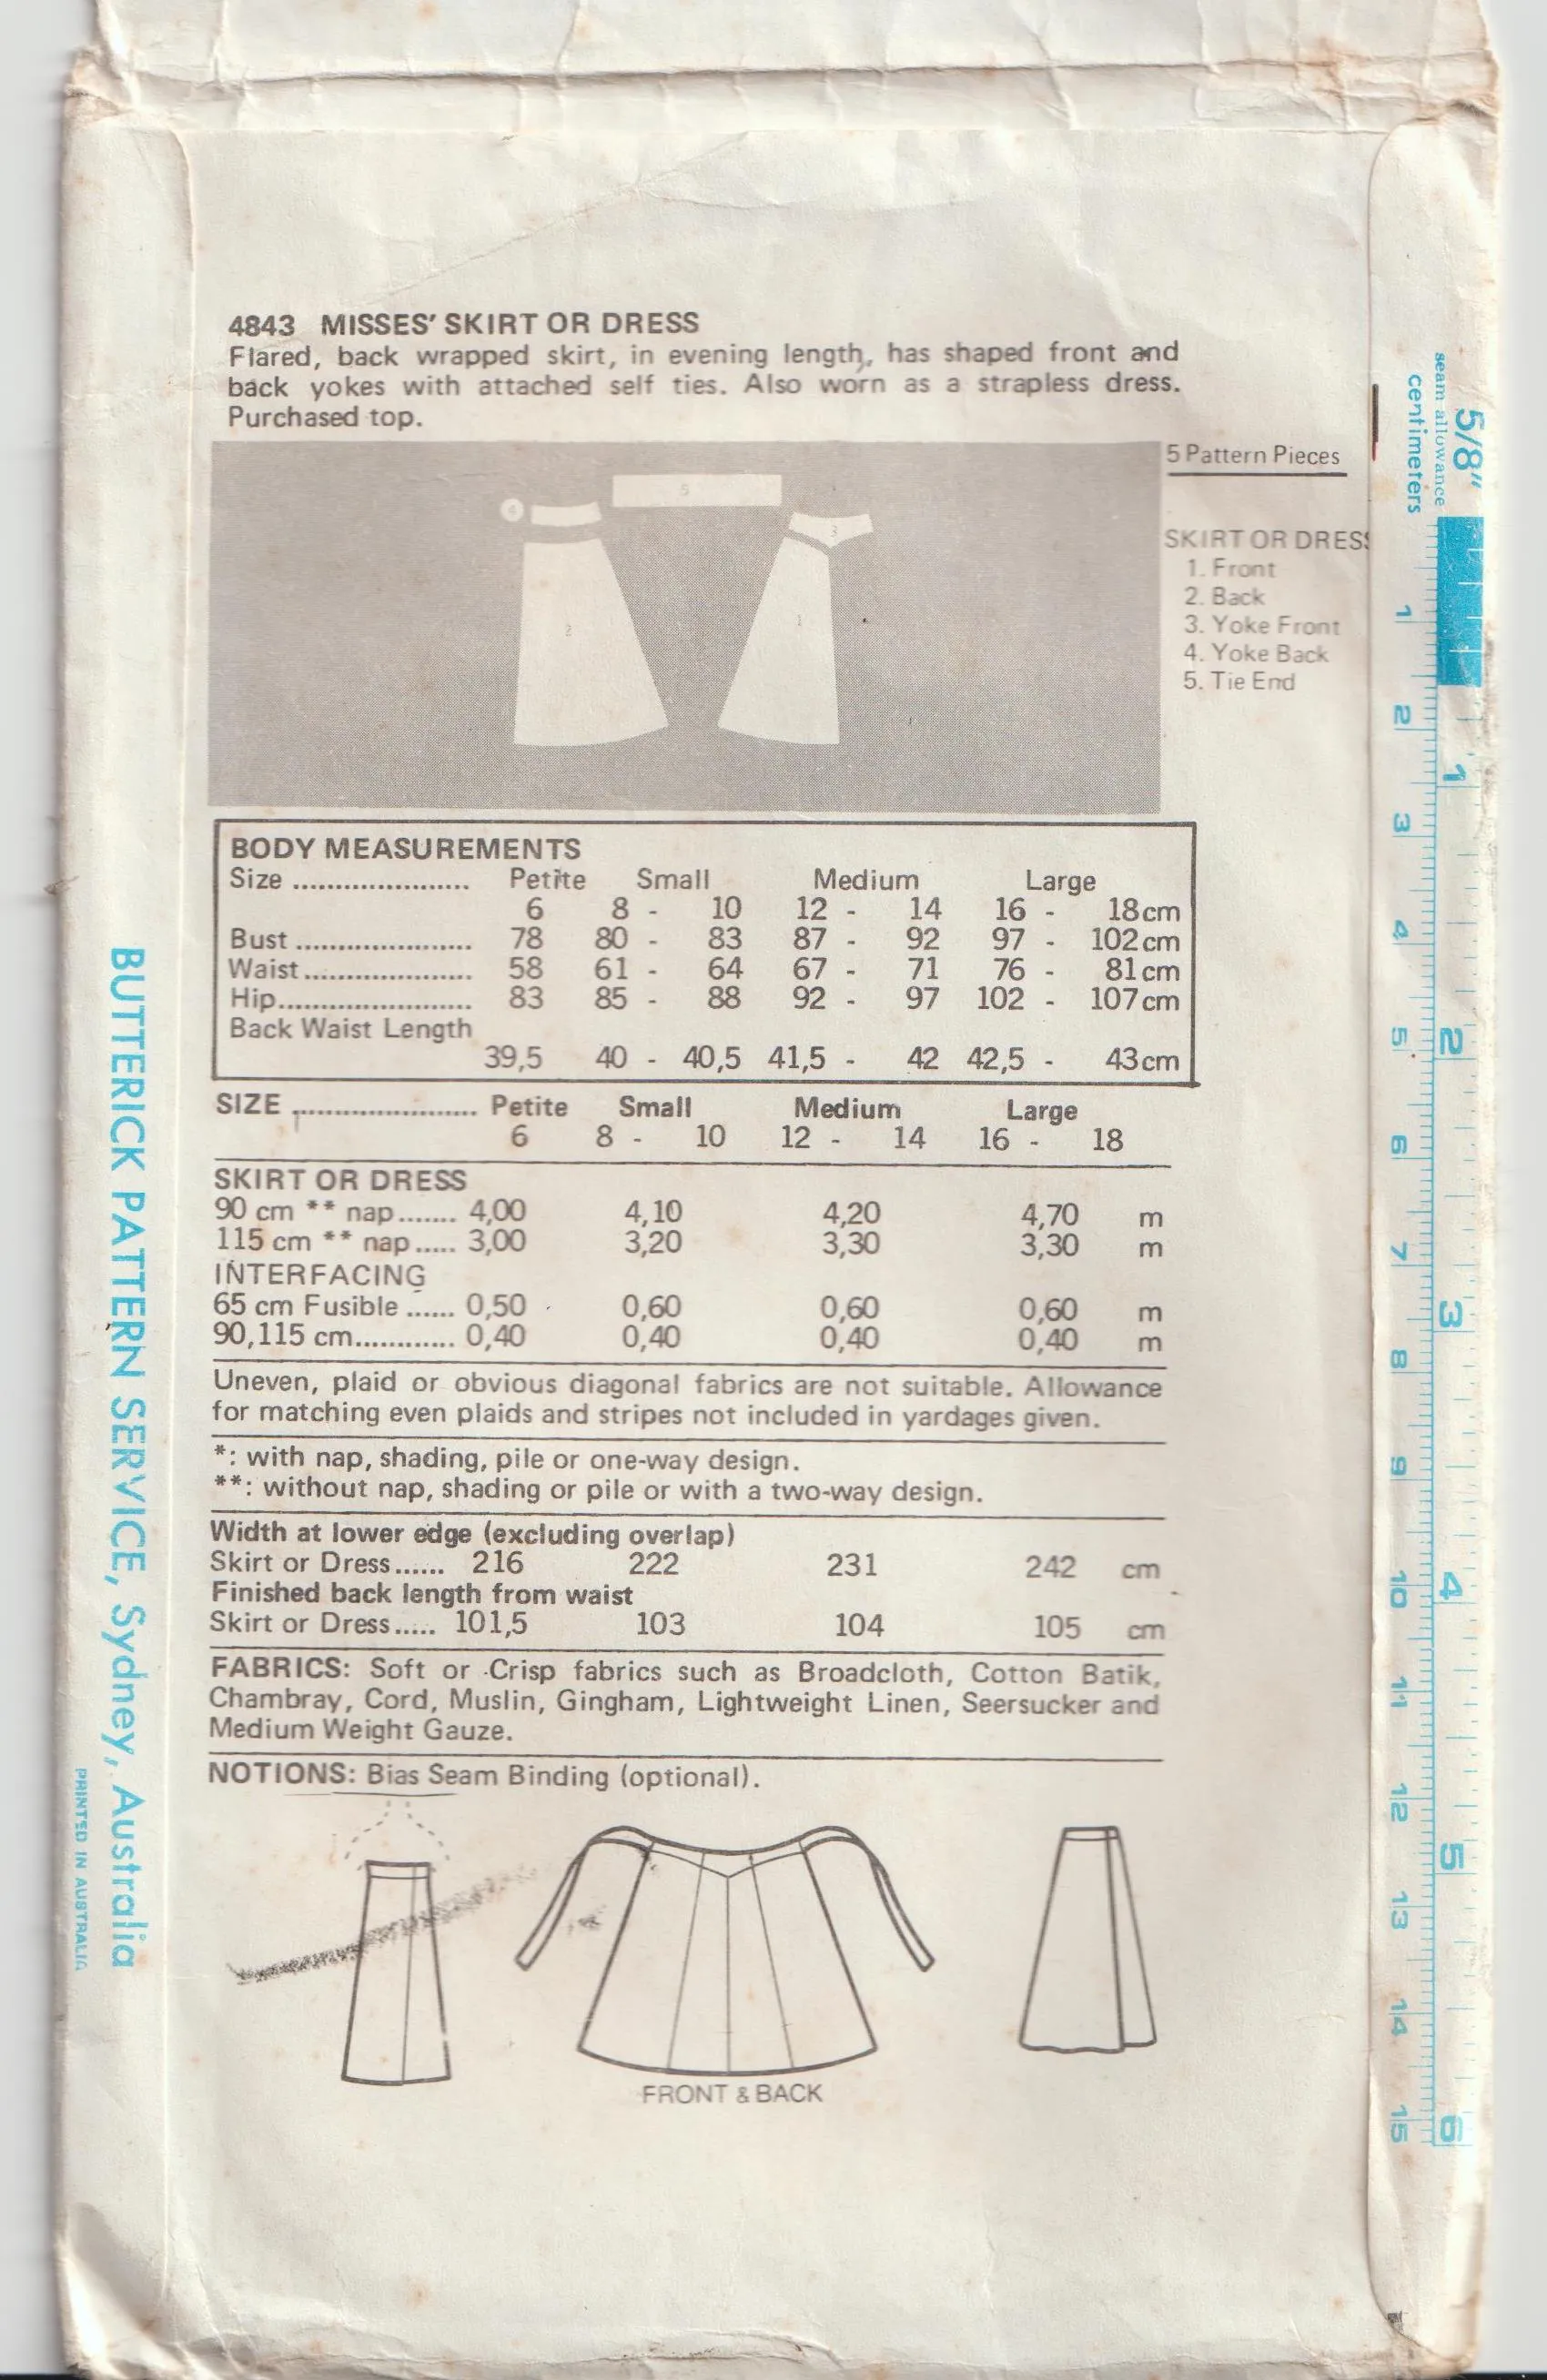 4843 MISSES' SKIRT OR DRESS
Flared, back wrapped skirt, in evening length, has shaped front and
back yokes with attached self ties. Also worn as a strapless dress.
Purchased top.
5 Pattern Pieces
SKIRT OR DRESS
1. Front
2. Back
3. Yoke Front
4. Yoke Back
5. Tie End
4
5
3
2
1
BODY MEASUREMENTS
Size ..................... Petite Small Medium Large
6 8 - 10 12 - 14 16 - 18cm
Bust ..................... 78 80 - 83 87 - 92 97 - 102cm
Waist .................... 58 61 - 64 67 - 71 76 - 81cm
Hip....................... 83 85 - 88 92 - 97 102 - 107cm
Back Waist Length
39,5 40 - 40,5 41,5 - 42 42,5 - 43cm
SIZE ...................... Petite Small Medium Large
6 8 - 10 12 - 14 16 - 18
SKIRT OR DRESS
90 cm ** nap....... 4,00 4,10 4,20 4,70 m
115 cm ** nap..... 3,00 3,20 3,30 3,30 m
INTERFACING
65 cm Fusible ...... 0,50 0,60 0,60 0,60 m
90,115 cm............ 0,40 0,40 0,40 0,40 m
Uneven, plaid or obvious diagonal fabrics are not suitable. Allowance
for matching even plaids and stripes not included in yardages given.
*: with nap, shading, pile or one-way design.
**: without nap, shading or pile or with a two-way design.
Width at lower edge (excluding overlap)
Skirt or Dress...... 216 222 231 242 cm
Finished back length from waist
Skirt or Dress..... 101,5 103 104 105 cm
FABRICS: Soft or Crisp fabrics such as Broadcloth, Cotton Batik,
Chambray, Cord, Muslin, Gingham, Lightweight Linen, Seersucker and
Medium Weight Gauze.
NOTIONS: Bias Seam Binding (optional).
FRONT & BACK
BUTTERICK PATTERN SERVICE, Sydney, Australia
PRINTED IN AUSTRALIA
5/8"
seam allowance
centimeters
1 2 3 4 5 6 7 8 9 10 11 12 13 14 15
1 2 3 4 5 6